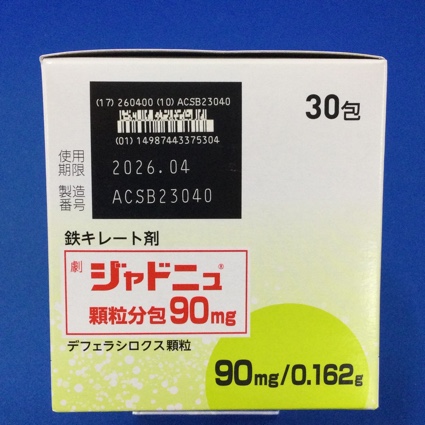 (17) 260400 (10) ACSB23040
(01) 14987443375304
30包
使用
期限
2026.04
製造
番号
ACSB23040
鉄キレート剤
劇
ジャドニュ®
顆粒分包90mg
デフェラシロクス顆粒
90mg/0.162g